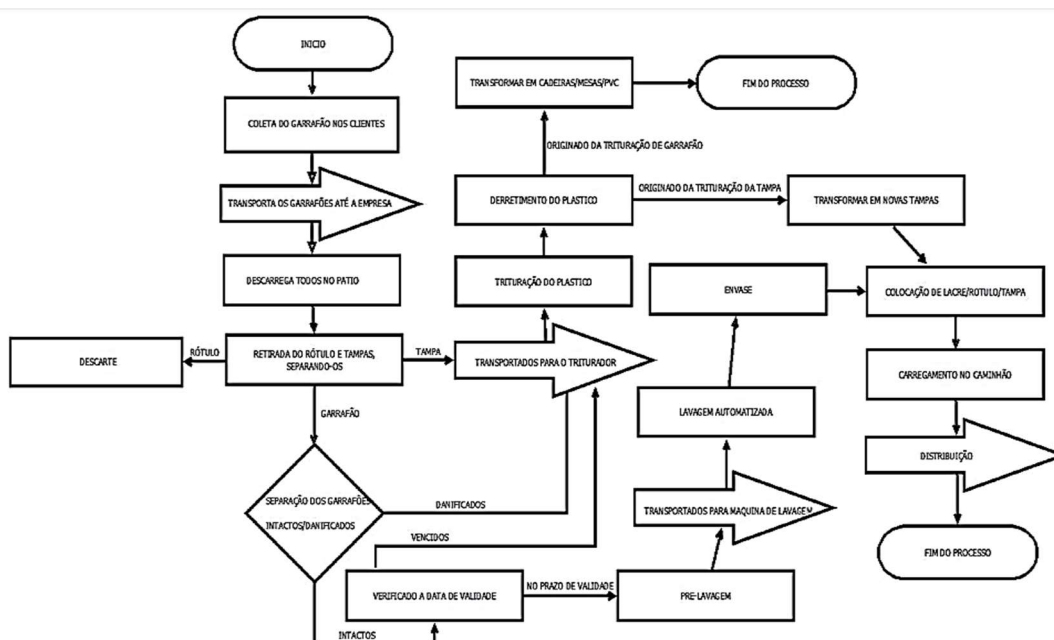 INICIO
COLETA DO GARRAFÃO NOS CLIENTES
TRANSPORTA OS GARRAFÕES ATÉ A EMPRESA
DESCARREGA TODOS NO PATIO
RETIRADA DO RÓTULO E TAMPAS,
SEPARANDO-OS
RÓTULO
DESCARTE
TAMPA
GARRAFÃO
SEPARAÇÃO DOS GARRAFÕES
INTACTOS/DANIFICADOS
DANIFICADOS
VENCIDOS
INTACTOS
VERIFICADO A DATA DE VALIDADE
NO PRAZO DE VALIDADE
PRE-LAVAGEM
TRANSPORTADOS PARA MAQUINA DE LAVAGEM
LAVAGEM AUTOMATIZADA
ENVASE
TRANSPORTADOS PARA O TRITURADOR
TRITURAÇÃO DO PLASTICO
DERRETIMENTO DO PLASTICO
ORIGINADO DA TRITURAÇÃO DE GARRAFÃO
TRANSFORMAR EM CADEIRAS/MESAS/PVC
FIM DO PROCESSO
ORIGINADO DA TRITURAÇÃO DA TAMPA
TRANSFORMAR EM NOVAS TAMPAS
COLOCAÇÃO DE LACRE/ROTULO/TAMPA
CARREGAMENTO NO CAMINHÃO
DISTRIBUIÇÃO
FIM DO PROCESSO